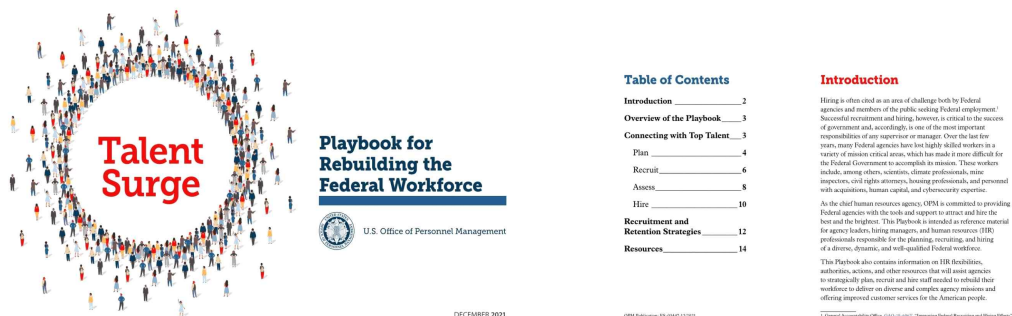 Talent
Surge
Playbook for
Rebuilding the
Federal Workforce
U.S. Office of Personnel Management
DECEMBER 2021
Table of Contents
Introduction 2
Overview of the Playbook 3
Connecting with Top Talent 3
Plan 4
Recruit 6
Assess 8
Hire 10
Recruitment and
Retention Strategies 12
Resources 14
Introduction
Hiring is often cited as an area of challenge both by Federal
agencies and members of the public seeking Federal employment.¹
Successful recruitment and hiring, however, is critical to the success
of government and, accordingly, is one of the most important
responsibilities of any supervisor or manager. Over the last few
years, many Federal agencies have lost highly skilled workers in a
variety of mission critical areas, which has made it more difficult for
the Federal Government to accomplish its mission. These workers
include, among others, scientists, climate professionals, mine
inspectors, civil rights attorneys, housing professionals, and personnel
with acquisitions, human capital, and cybersecurity expertise.
As the chief human resources agency, OPM is committed to providing
Federal agencies with the tools and support to attract and hire the
best and the brightest. This Playbook is intended as reference material
for agency leaders, hiring managers, and human resources (HR)
professionals responsible for the planning, recruiting, and hiring
of a diverse, dynamic, and well-qualified Federal workforce.
This Playbook also contains information on HR flexibilities,
authorities, actions, and other resources that will assist agencies
to strategically plan, recruit and hire staff needed to rebuild their
workforce to deliver on diverse and complex agency missions and
offering improved customer services for the American people.